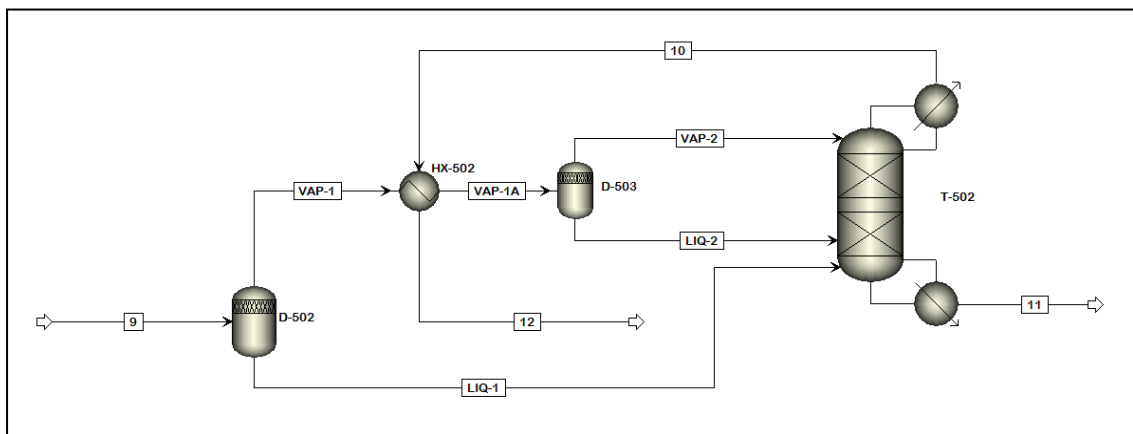 10
VAP-2
HX-502
VAP-1
VAP-1A
D-503
T-502
LIQ-2
9
D-502
12
11
LIQ-1